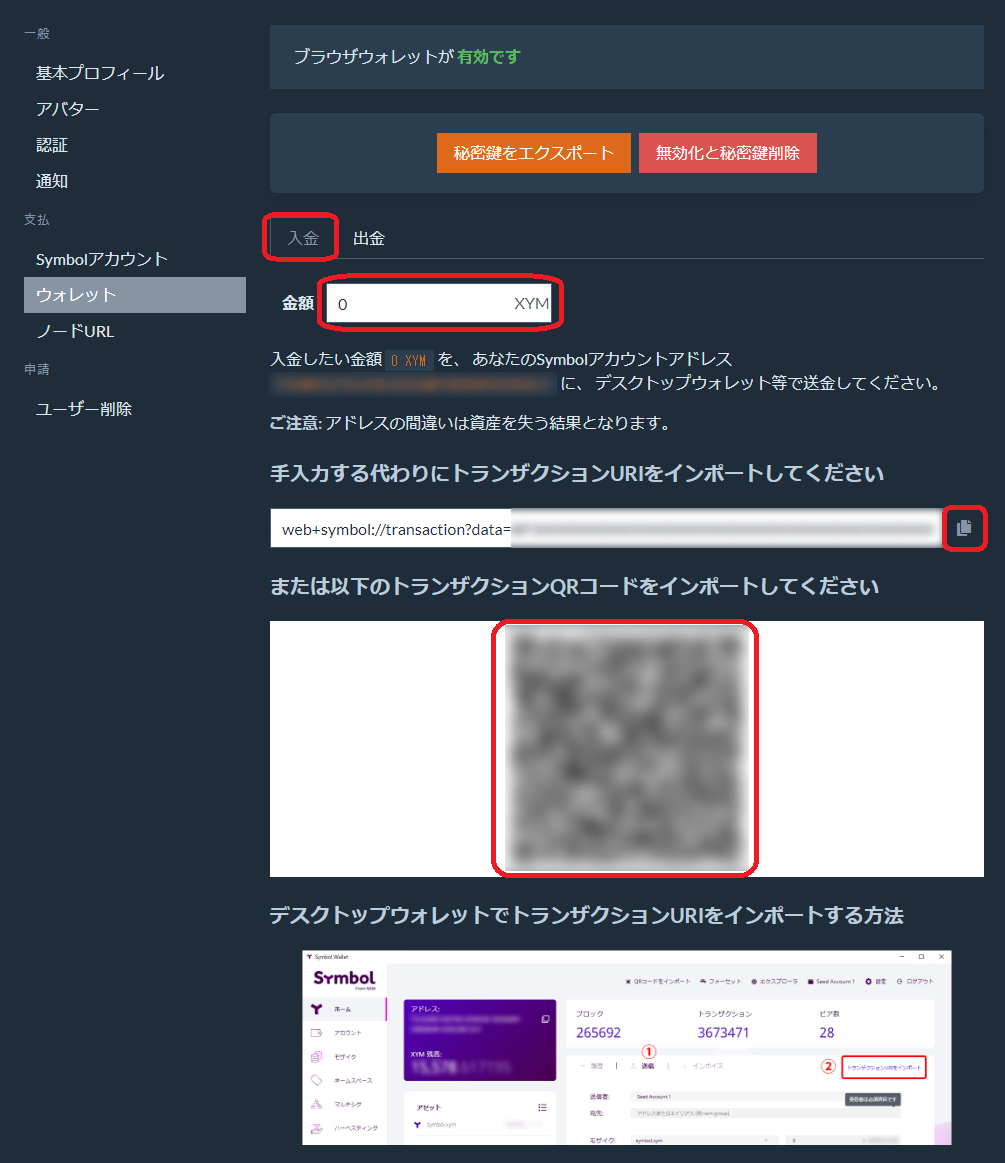 一般
基本プロフィール
アバター
認証
通知
支払
Symbolアカウント
ウォレット
ノードURL
申請
ユーザー削除
ブラウザウォレットが 有効です
秘密鍵をエクスポート
無効化と秘密鍵削除
入金
出金
金額
0
XYM
入金したい金額 0 XYM を、あなたのSymbolアカウントアドレス
に、デスクトップウォレット等で送金してください。
ご注意: アドレスの間違いは資産を失う結果となります。
手入力する代わりにトランザクションURIをインポートしてください
web+symbol://transaction?data=
または以下のトランザクションQRコードをインポートしてください
デスクトップウォレットでトランザクションURIをインポートする方法
Symbol Wallet
Symbol
from NEM
QRコードをインポート
フォーセット
エクスプローラ
Seed Account 1
設定
ログアウト
ホーム
アカウント
モザイク
ネームスペース
マルチシグ
ハーベスティング
アドレス:
XYM 残高:
15,578.617195
アセット
symbol.xym
ブロック
265692
トランザクション
3673471
ピア数
28
履歴
①
送信
インボイス
②
トランザクションURIをインポート
送信者:
Seed Account 1
宛先:
アドレスまたはエイリアス (例 nem.group)
受信者は必須項目です
モザイク:
symbol.xym
0